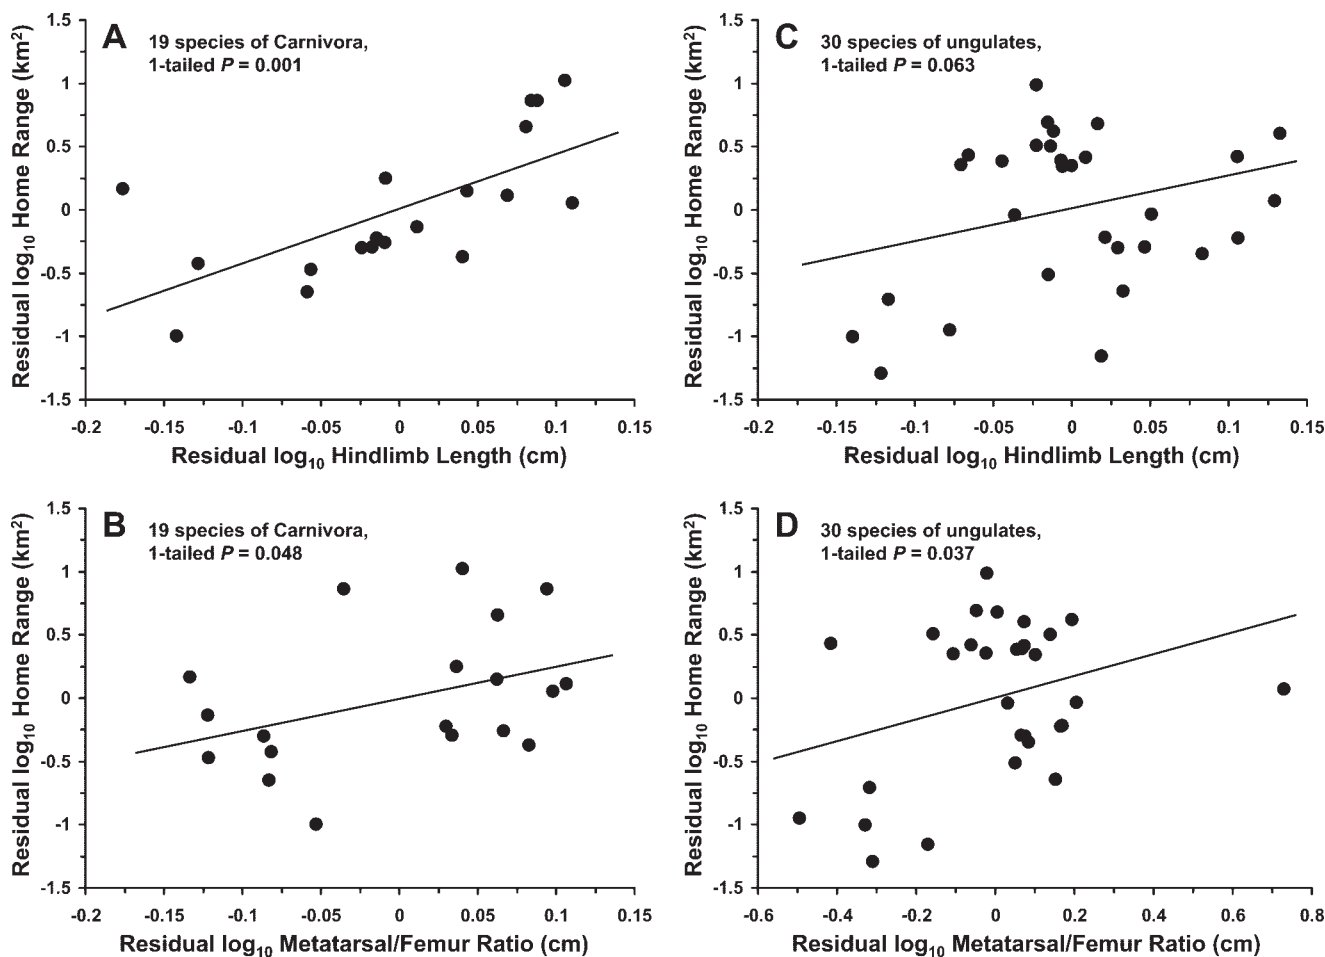 A
19 species of Carnivora,
1-tailed P = 0.001
Residual log10 Home Range (km2)
1.5
1
0.5
0
-0.5
-1
-1.5
-0.2 -0.15 -0.1 -0.05 0 0.05 0.1 0.15
Residual log10 Hindlimb Length (cm)
C
30 species of ungulates,
1-tailed P = 0.063
Residual log10 Home Range (km2)
1.5
1
0.5
0
-0.5
-1
-1.5
-0.2 -0.15 -0.1 -0.05 0 0.05 0.1 0.15
Residual log10 Hindlimb Length (cm)
B
19 species of Carnivora,
1-tailed P = 0.048
Residual log10 Home Range (km2)
1.5
1
0.5
0
-0.5
-1
-1.5
-0.2 -0.15 -0.1 -0.05 0 0.05 0.1 0.15
Residual log10 Metatarsal/Femur Ratio (cm)
D
30 species of ungulates,
1-tailed P = 0.037
Residual log10 Home Range (km2)
1.5
1
0.5
0
-0.5
-1
-1.5
-0.6 -0.4 -0.2 0 0.2 0.4 0.6 0.8
Residual log10 Metatarsal/Femur Ratio (cm)